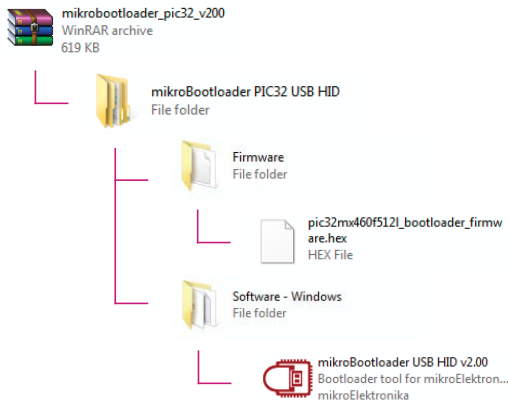 mikrobootloader_pic32_v200
WinRAR archive
619 KB
mikroBootloader PIC32 USB HID
File folder
Firmware
File folder
pic32mx460f512l_bootloader_firmw
are.hex
HEX File
Software - Windows
File folder
mikroBootloader USB HID v2.00
Bootloader tool for mikroElektron...
mikroElektronika